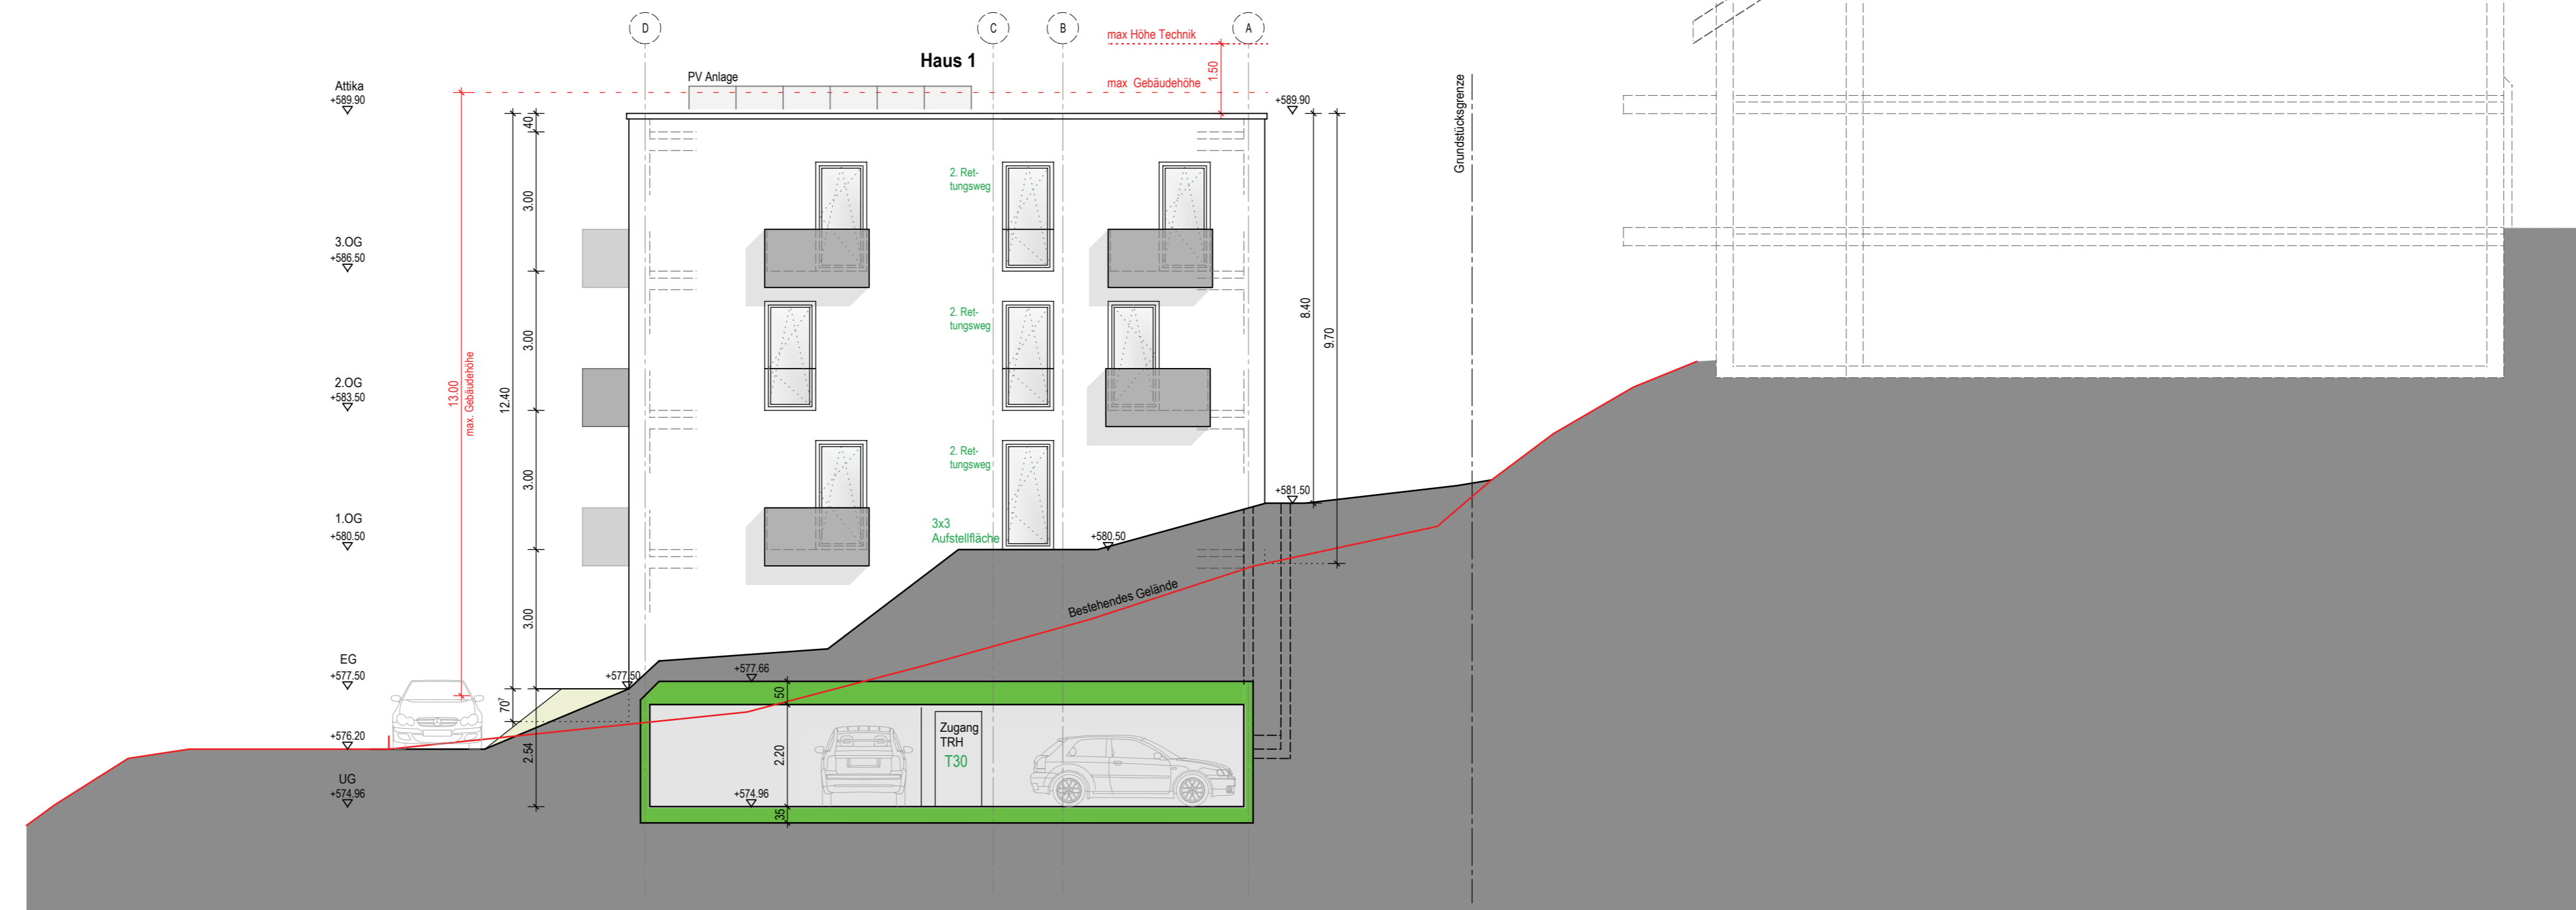 D
C
B
A
max Höhe Technik
Haus 1
1.50
PV Anlage
max Gebäudehöhe
Attika
+589.90
+589.90
40
Grundstücksgrenze
2. Ret-
tungsweg
3.00
3.OG
+586.50
8.40
9.70
2. Ret-
tungsweg
3.00
2.OG
+583.50
13.00
max. Gebäudehöhe
12.40
2. Ret-
tungsweg
3.00
+581.50
1.OG
+580.50
3x3
Aufstellfläche
+580.50
Bestehendes Gelände
3.00
EG
+577.50
+577.50
+577.66
50
70⁷
+576.20
2.54
2.20
Zugang
TRH
T30
UG
+574.96
+574.96
35